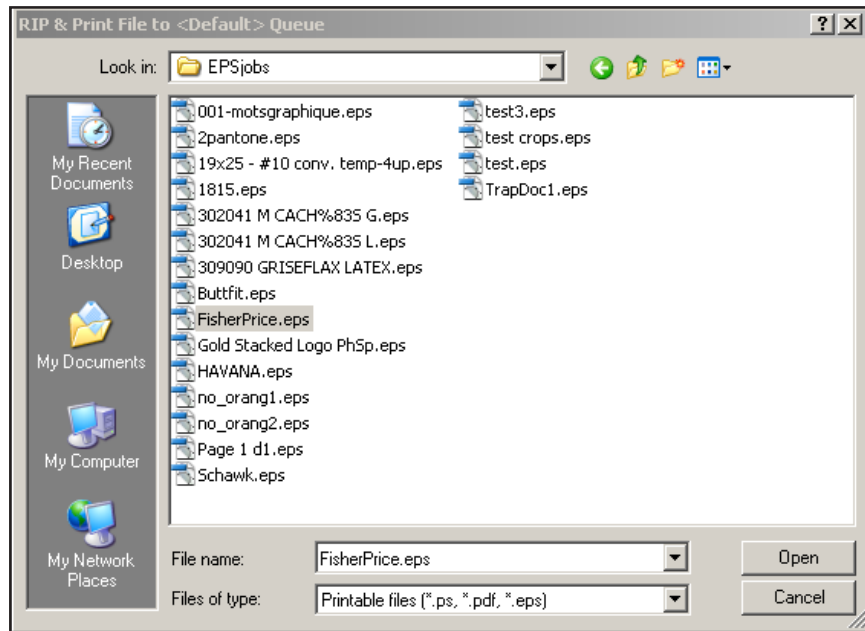 RIP & Print File to <Default> Queue
Look in:
EPSjobs
My Recent
Documents
Desktop
My Documents
My Computer
My Network
Places
001-motsgraphique.eps
2pantone.eps
19x25 - #10 conv. temp-4up.eps
1815.eps
302041 M CACH%835 G.eps
302041 M CACH%835 L.eps
309090 GRISEFLAX LATEX.eps
Buttfit.eps
FisherPrice.eps
Gold Stacked Logo PhSp.eps
HAVANA.eps
no_orang1.eps
no_orang2.eps
Page 1 d1.eps
Schawk.eps
test3.eps
test crops.eps
test.eps
TrapDoc1.eps
File name:
FisherPrice.eps
Open
Files of type:
Printable files (*.ps, *.pdf, *.eps)
Cancel